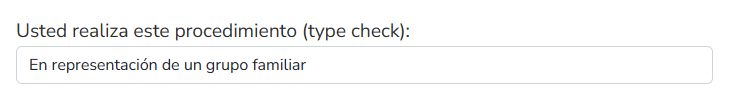 Usted realiza este procedimiento (type check):
En representación de un grupo familiar